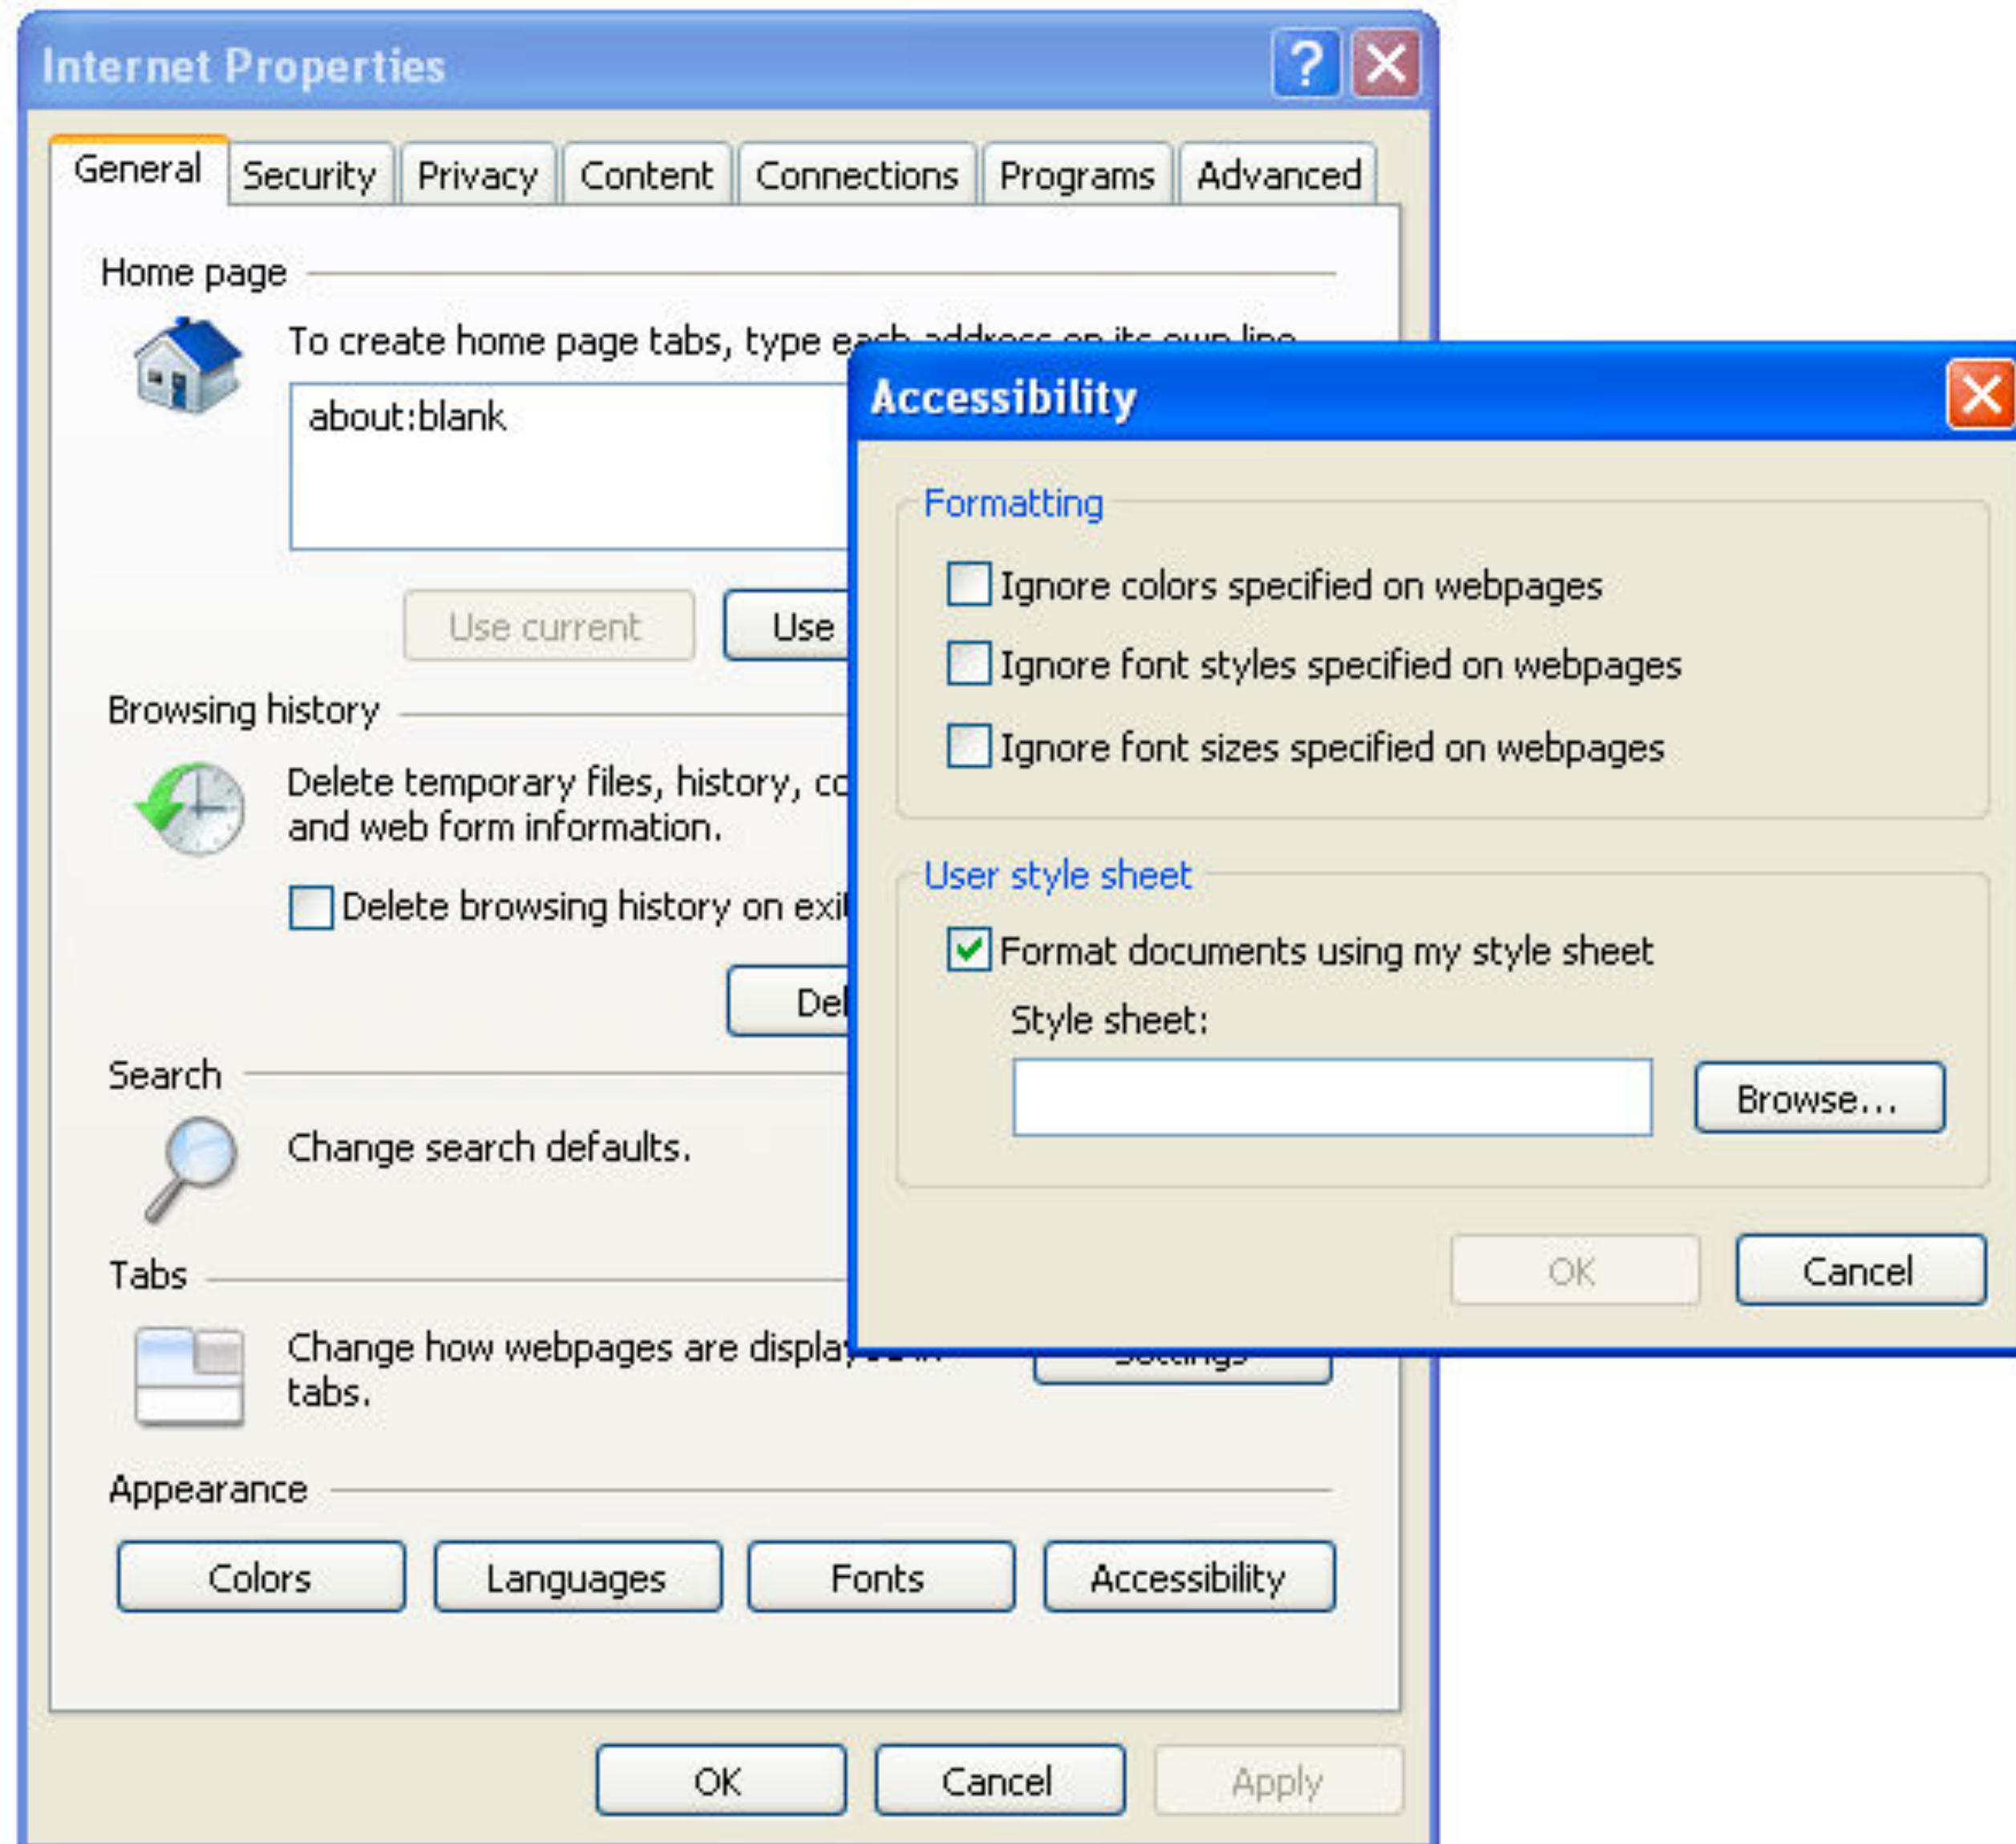 Internet Properties
General Security Privacy Content Connections Programs Advanced
Home page
To create home page tabs, type each address on its own line.
about:blank
Use current Use
Browsing history
Delete temporary files, history,
and web form information.
Delete browsing history on exit
Search
Change search defaults.
Tabs
Change how webpages are displayed in
tabs.
Settings
Appearance
Colors Languages Fonts Accessibility
OK Cancel Apply
Accessibility
Formatting
Ignore colors specified on webpages
Ignore font styles specified on webpages
Ignore font sizes specified on webpages
User style sheet
Format documents using my style sheet
Style sheet:
Browse...
OK Cancel